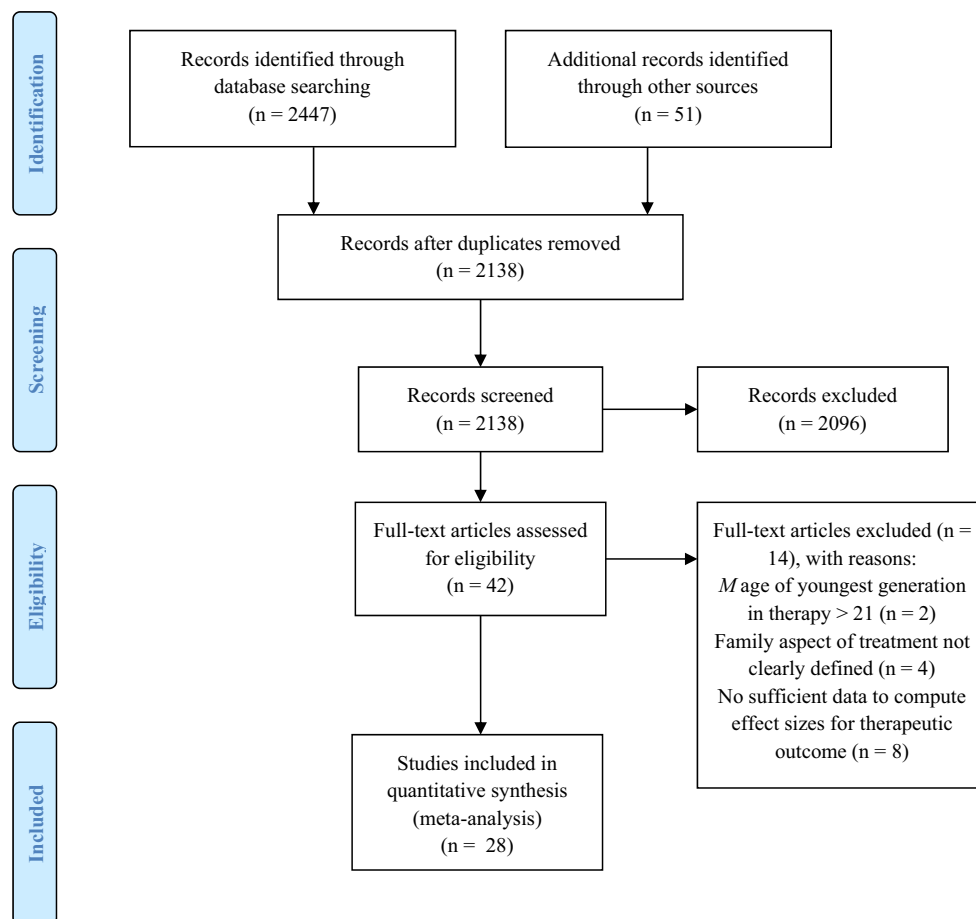 Identification
Records identified through
database searching
(n = 2447)
Additional records identified
through other sources
(n = 51)
Records after duplicates removed
(n = 2138)
Screening
Records screened
(n = 2138)
Records excluded
(n = 2096)
Eligibility
Full-text articles assessed
for eligibility
(n = 42)
Full-text articles excluded (n =
14), with reasons:
M age of youngest generation
in therapy > 21 (n = 2)
Family aspect of treatment not
clearly defined (n = 4)
No sufficient data to compute
effect sizes for therapeutic
outcome (n = 8)
Included
Studies included in
quantitative synthesis
(meta-analysis)
(n = 28)